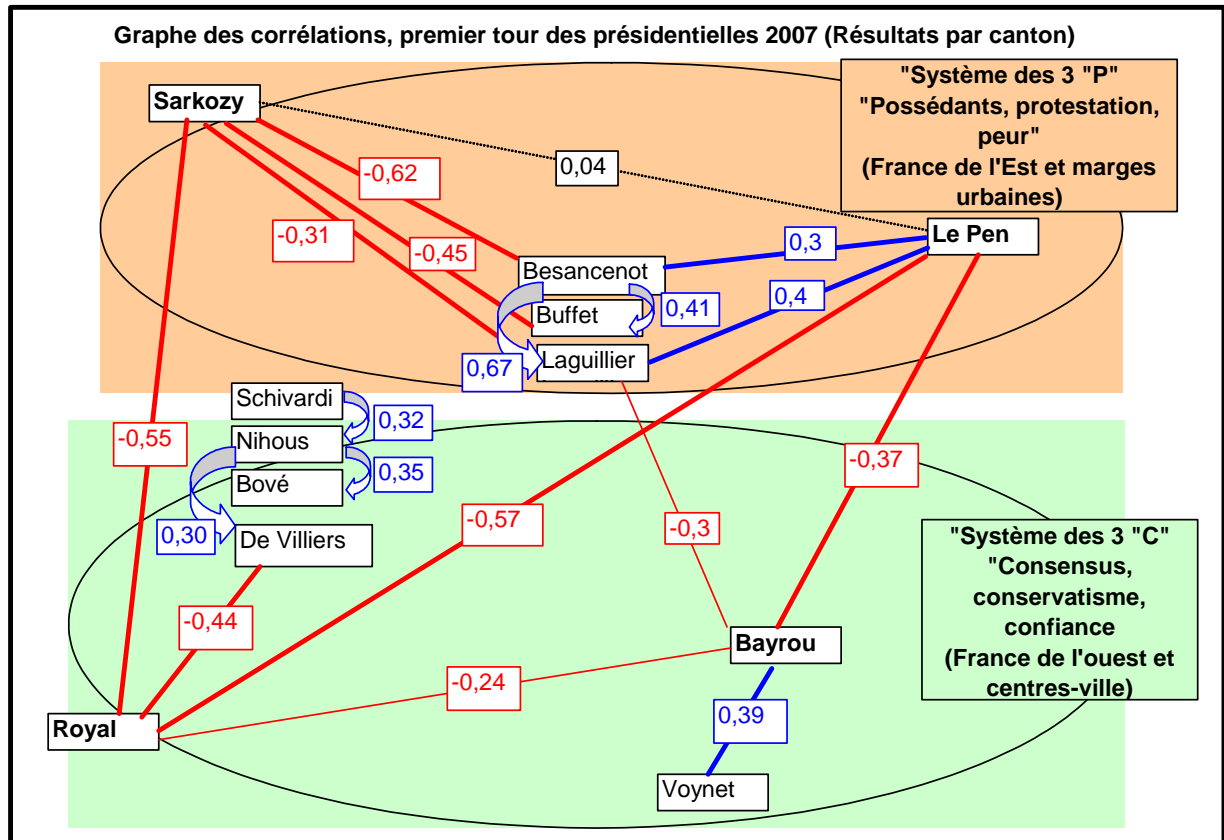 Graphe des corrélations, premier tour des présidentielles 2007 (Résultats par canton)
"Système des 3 "P"
"Possédants, protestation,
peur"
(France de l'Est et marges
urbaines)
Sarkozy
-0,62
0,04
-0,31
-0,45
Le Pen
0,3
Besancenot
0,4
0,41
Buffet
Laguillier
0,67
Schivardi
0,32
Nihous
-0,55
0,35
Bové
-0,37
0,30
De Villiers
-0,57
-0,3
"Système des 3 "C"
"Consensus,
conservatisme,
confiance
(France de l'ouest et
centres-ville)
-0,44
Bayrou
-0,24
Royal
0,39
Voynet